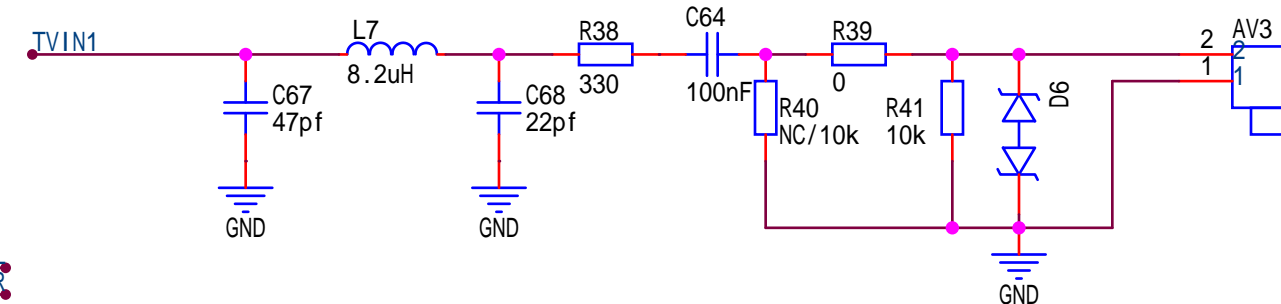 TVIN1
L7
8.2uH
R38
330
C64
100nF
R39
0
2
1
AV3
2
1
C67
47pf
C68
22pf
R40
NC/10k
R41
10k
D6
GND
GND
GND